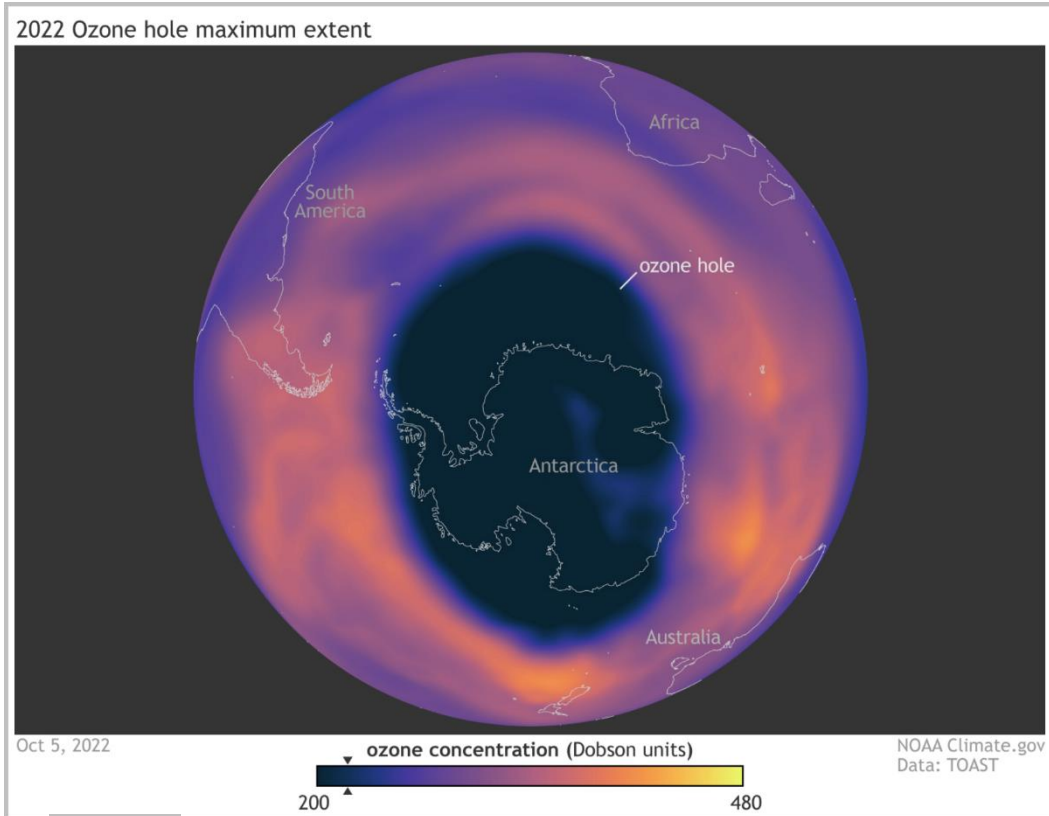 2022 Ozone hole maximum extent
Africa
South
America
ozone hole
Antarctica
Australia
Oct 5, 2022
ozone concentration (Dobson units)
NOAA Climate.gov
Data: TOAST
200
480